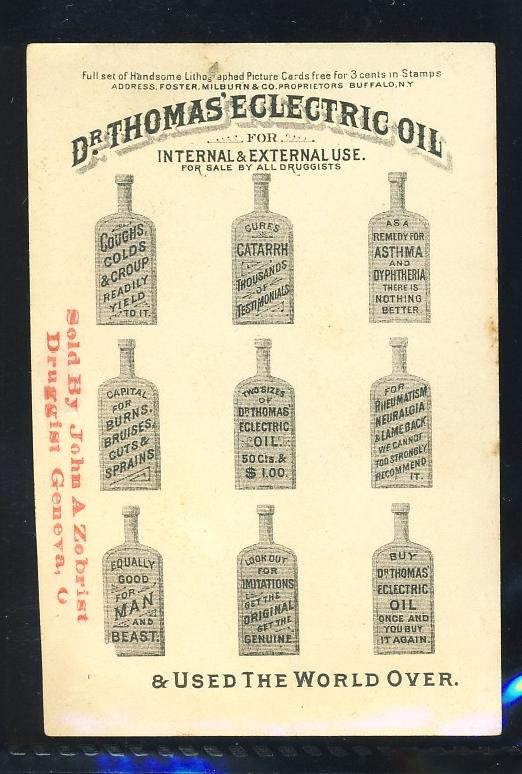 Full set of Handsome Lithographed Picture Cards free for 3 cents in Stamps
ADDRESS, FOSTER, MILBURN & CO. PROPRIETORS BUFFALO, N.Y
DR. THOMAS' ECLECTRIC OIL
FOR
INTERNAL & EXTERNAL USE.
FOR SALE BY ALL DRUGGISTS
COUGHS,
COLDS
& CROUP
READILY
YIELD
TO IT.
CURES
CATARRH
THOUSANDS
OF
TESTIMONIALS
AS A
REMEDY FOR
ASTHMA
AND
DYPHTHERIA
THERE IS
NOTHING
BETTER
CAPITAL
FOR
BURNS,
BRUISES,
CUTS &
SPRAINS
TWO SIZES
OF
DR THOMAS'
ECLECTRIC
OIL.
50 Cts. &
$1.00
FOR
RHEUMATISM
NEURALGIA
& LAME BACK
WE CANNOT
TOO STRONGLY
RECOMMEND
IT.
EQUALLY
GOOD
FOR
MAN
AND
BEAST.
LOOK OUT
FOR
IMITATIONS
GET THE
ORIGINAL
GET THE
GENUINE.
BUY
DR THOMAS'
ECLECTRIC
OIL
ONCE AND
YOU BUY
IT AGAIN.
& USED THE WORLD OVER.
Sold By John A Zobrist
Druggist Geneva, O